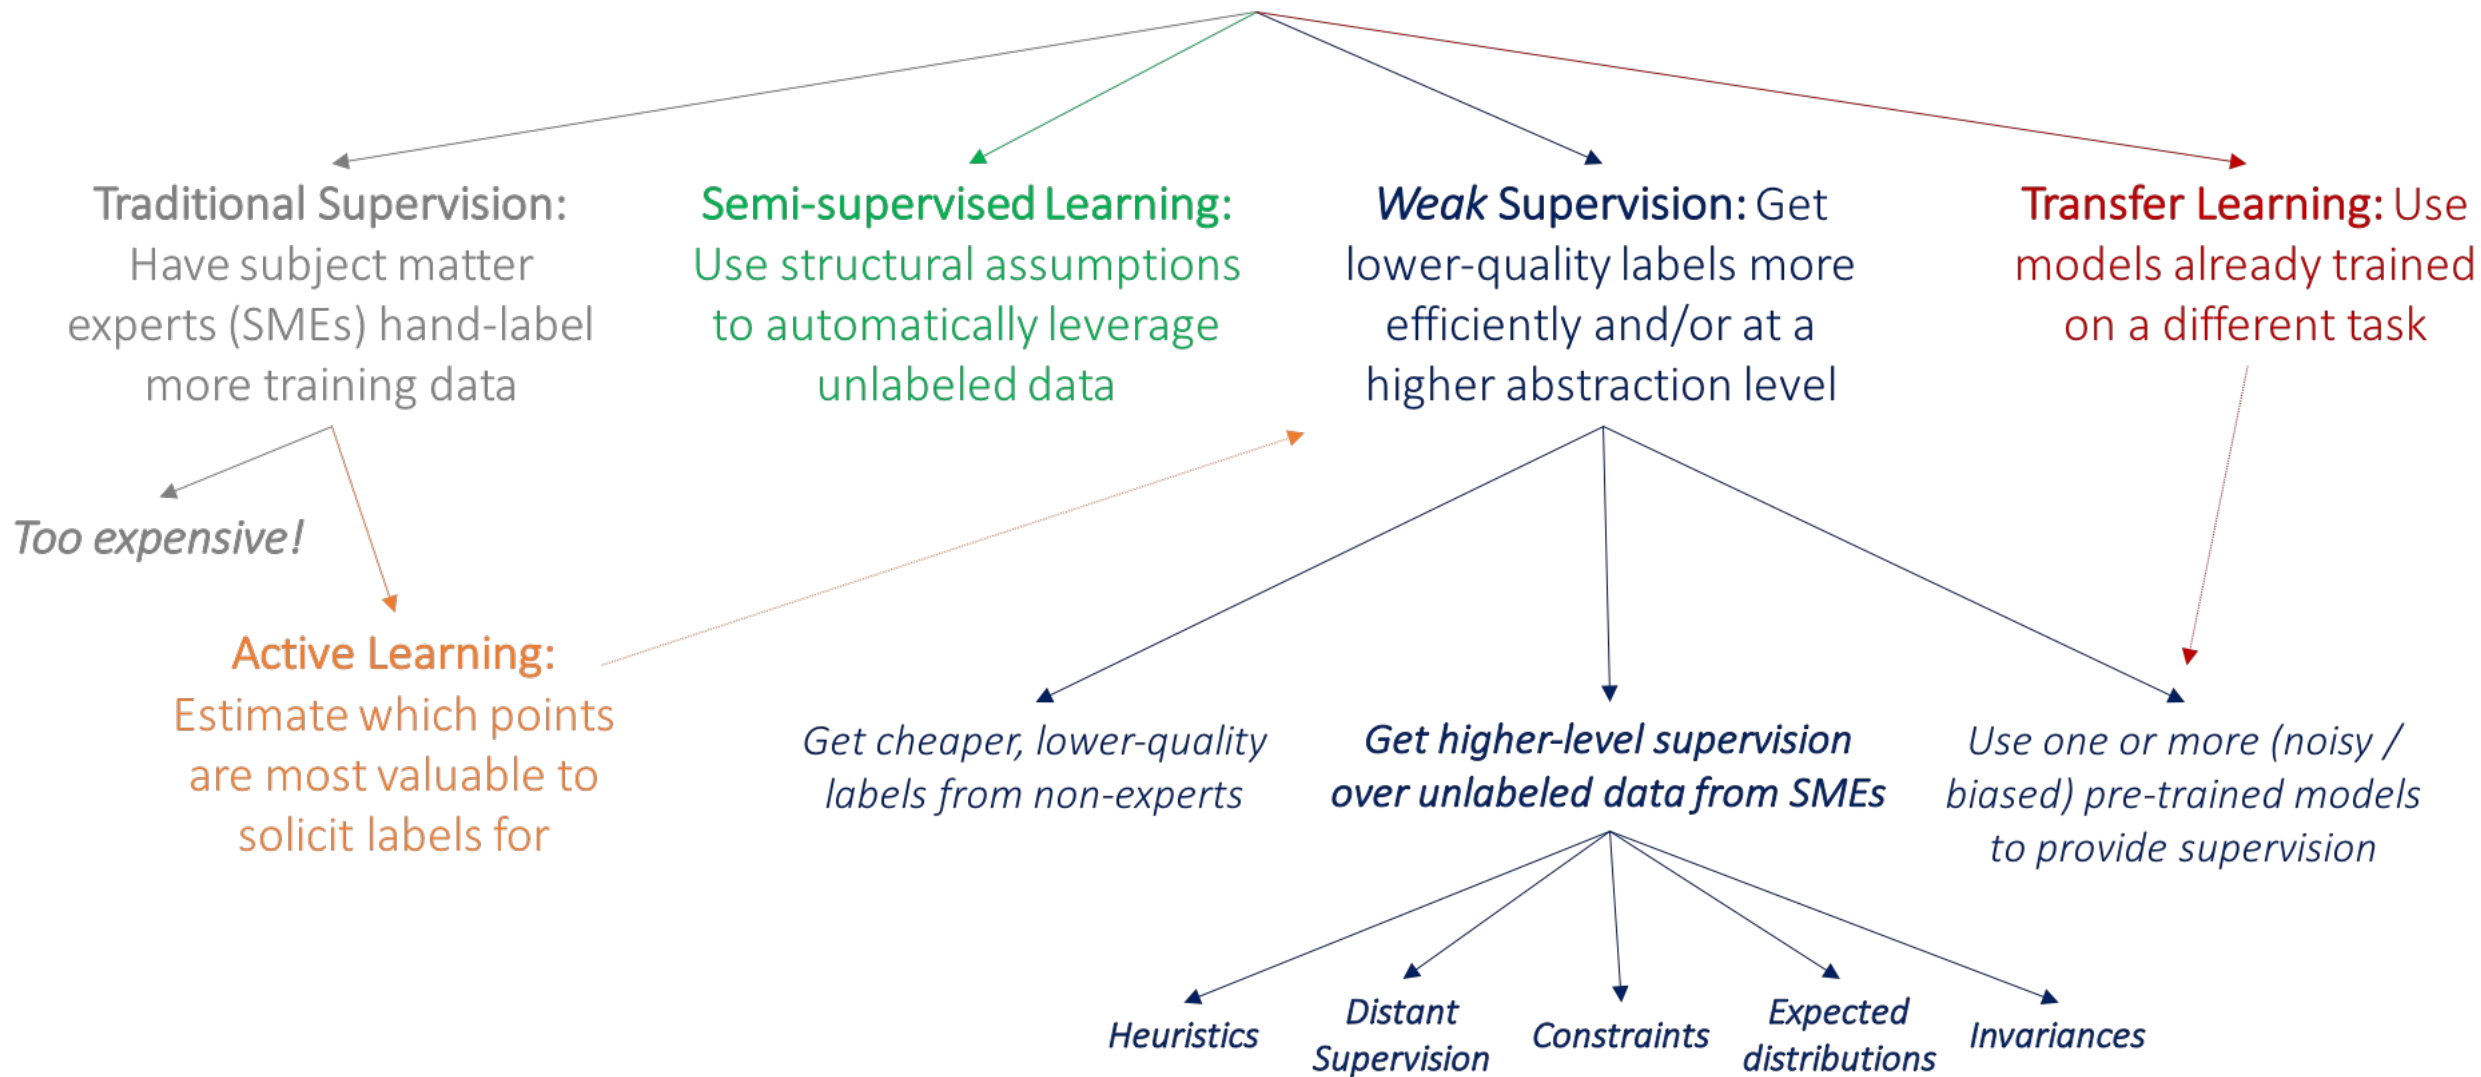 Traditional Supervision:
Have subject matter
experts (SMEs) hand-label
more training data
Semi-supervised Learning:
Use structural assumptions
to automatically leverage
unlabeled data
Weak Supervision: Get
lower-quality labels more
efficiently and/or at a
higher abstraction level
Transfer Learning: Use
models already trained
on a different task
Too expensive!
Active Learning:
Estimate which points
are most valuable to
solicit labels for
Get cheaper, lower-quality
labels from non-experts
Get higher-level supervision
over unlabeled data from SMEs
Use one or more (noisy /
biased) pre-trained models
to provide supervision
Heuristics
Distant
Supervision
Constraints
Expected
distributions
Invariances